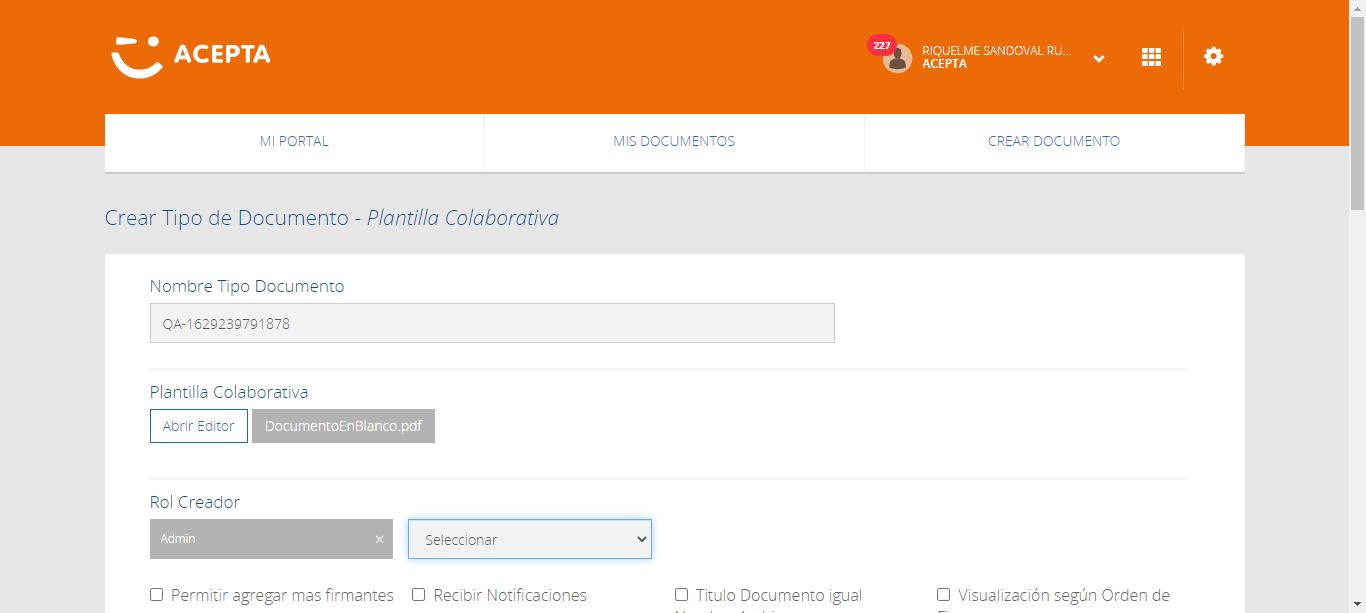 ACEPTA
227
RIQUELME SANDOVAL RU...
ACEPTA
MI PORTAL
MIS DOCUMENTOS
CREAR DOCUMENTO
Crear Tipo de Documento - Plantilla Colaborativa
Nombre Tipo Documento
QA-1629239791878
Plantilla Colaborativa
Abrir Editor
DocumentoEnBlanco.pdf
Rol Creador
Admin ×
Seleccionar
Permitir agregar mas firmantes
Recibir Notificaciones
Titulo Documento igual
Visualización según Orden de